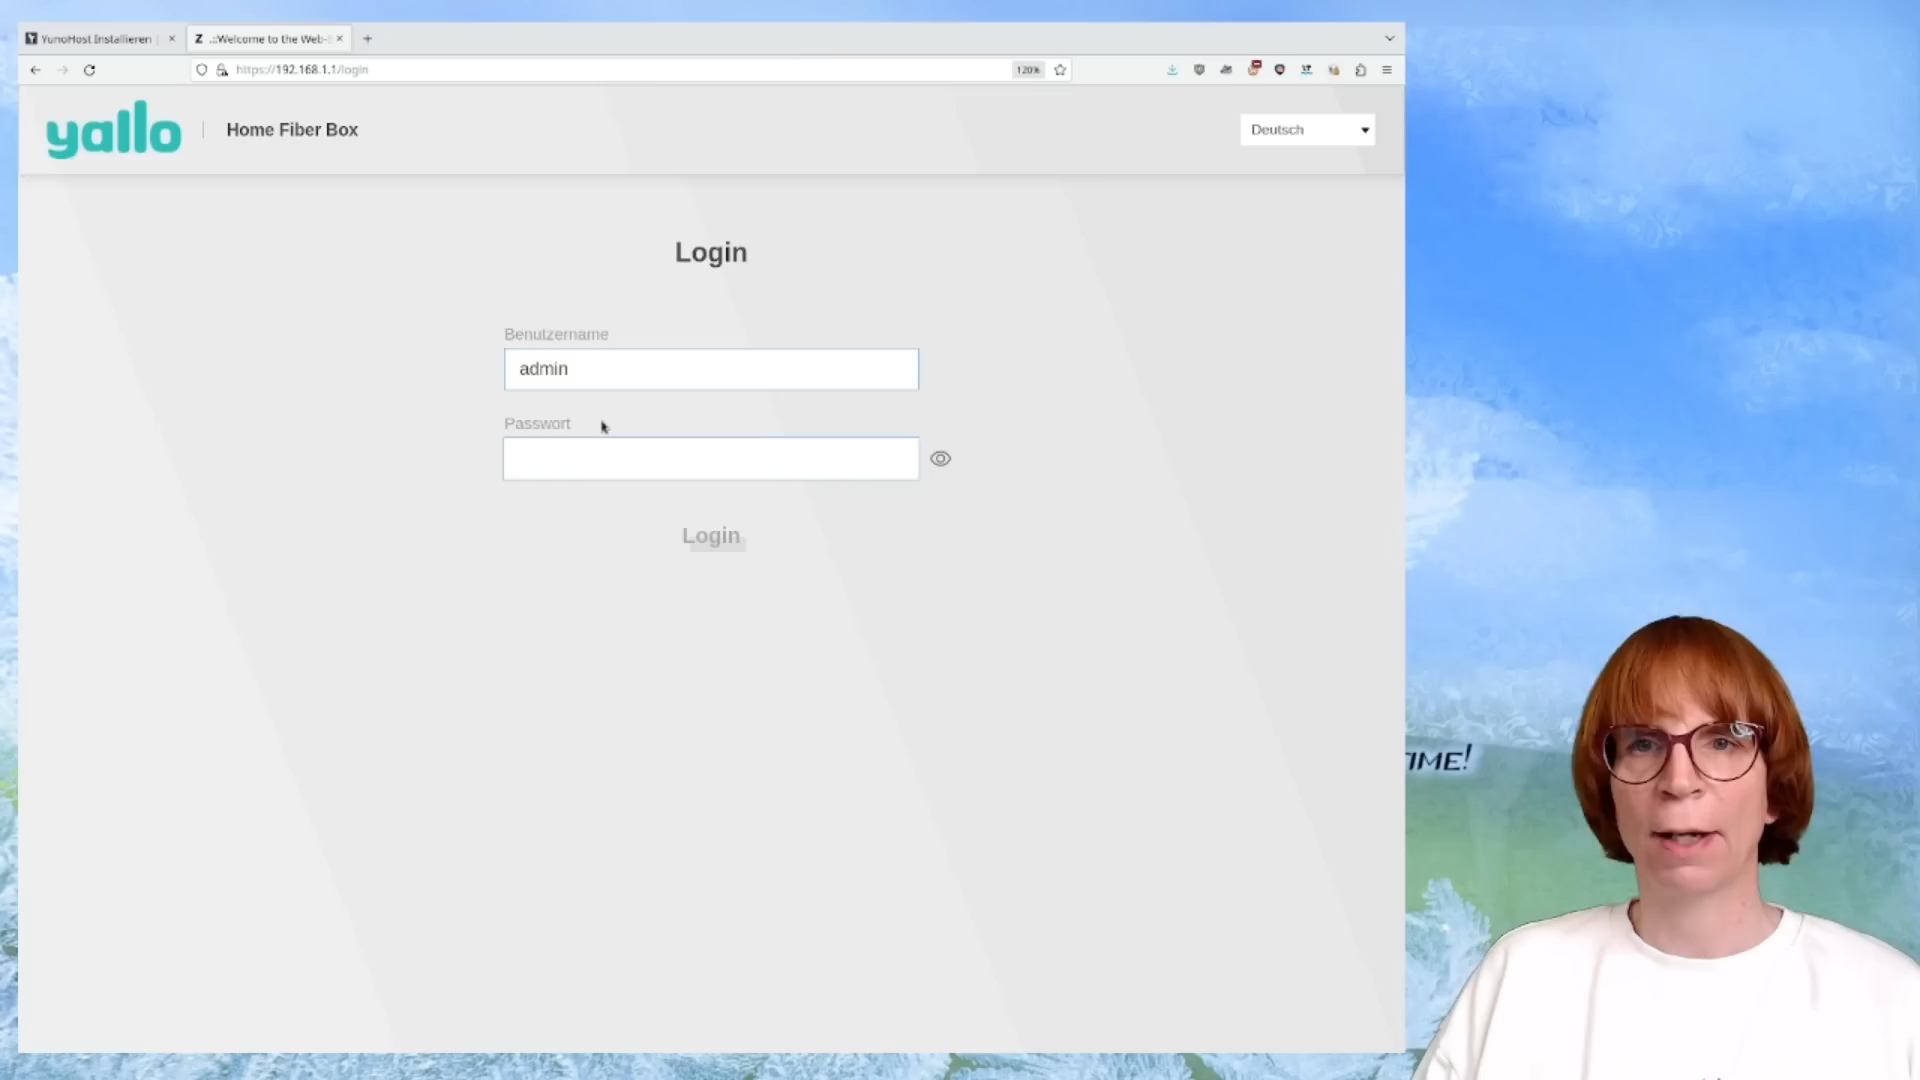 YunoHost Installieren
Z .::Welcome to the Web-
https://192.168.1.1/login
120%
yallo
Home Fiber Box
Deutsch
Login
Benutzername
admin
Passwort
Login
TIME!